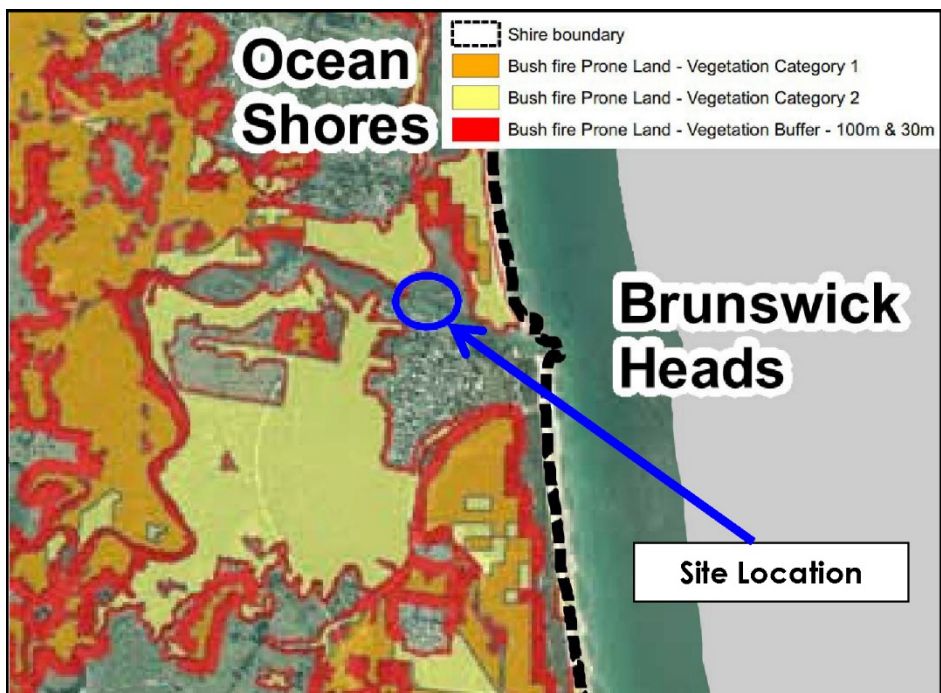 Ocean
Shores
Shire boundary
Bush fire Prone Land - Vegetation Category 1
Bush fire Prone Land - Vegetation Category 2
Bush fire Prone Land - Vegetation Buffer - 100m & 30m
Brunswick
Heads
Site Location